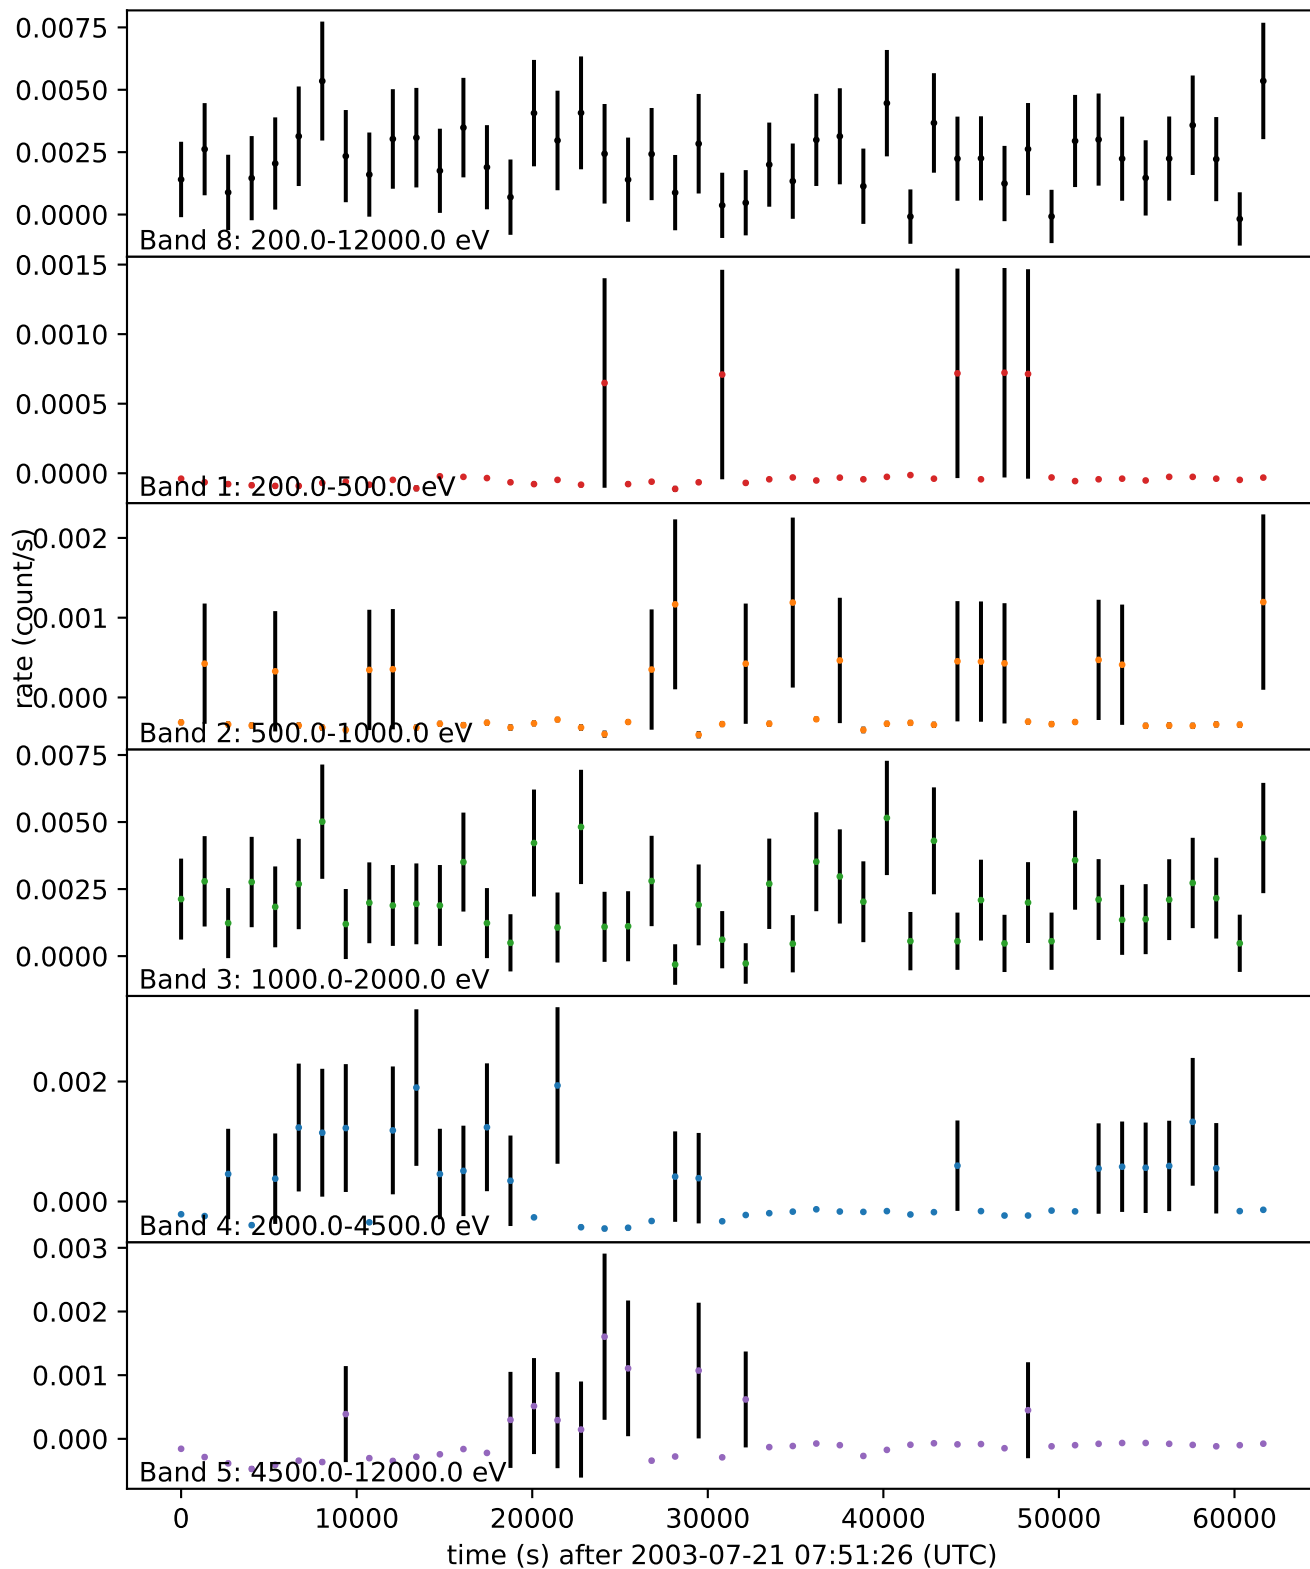 0.0075
0.0050
0.0025
0.0000
Band 8: 200.0-12000.0 eV
0.0015
0.0010
0.0005
0.0000
Band 1: 200.0-500.0 eV
rate (count/s)
0.002
0.001
0.000
Band 2: 500.0-1000.0 eV
0.0075
0.0050
0.0025
0.0000
Band 3: 1000.0-2000.0 eV
0.002
0.000
Band 4: 2000.0-4500.0 eV
0.003
0.002
0.001
0.000
Band 5: 4500.0-12000.0 eV
0 10000 20000 30000 40000 50000 60000
time (s) after 2003-07-21 07:51:26 (UTC)